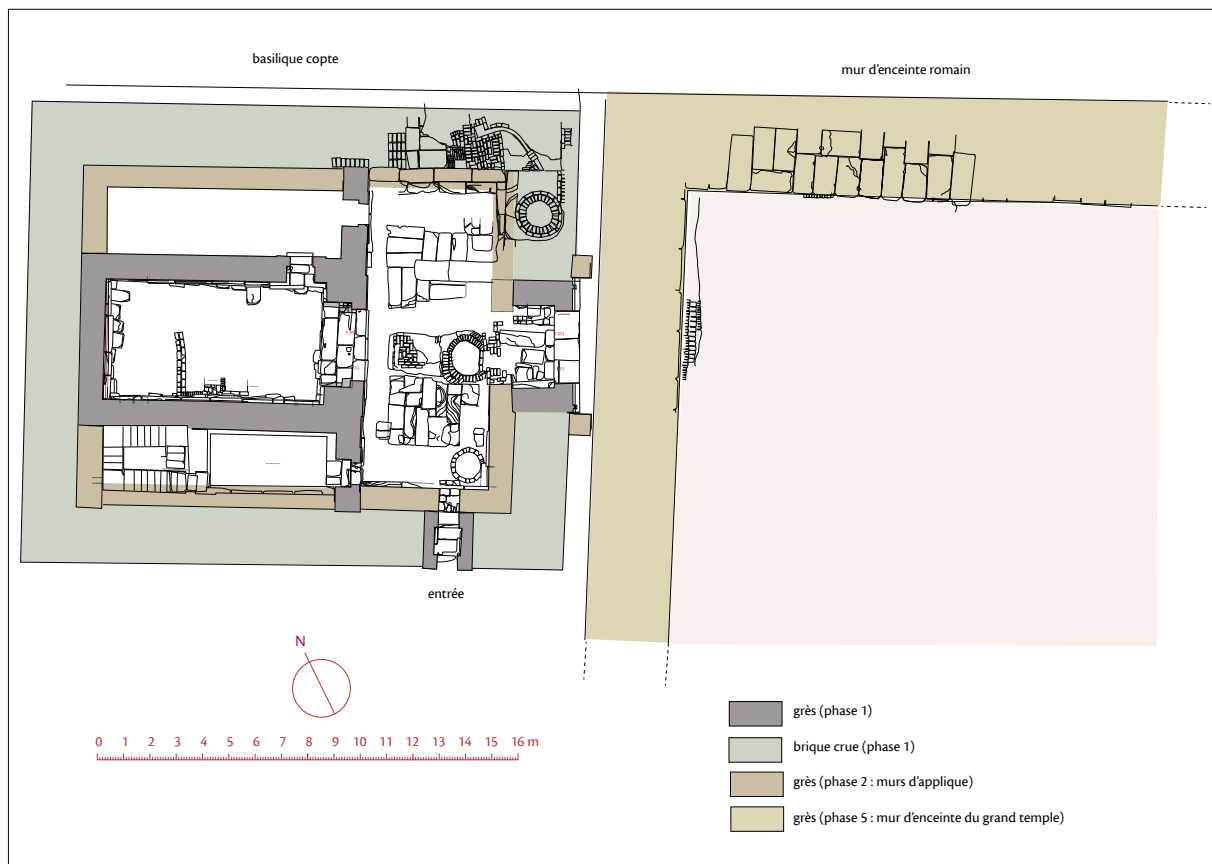 basilique copte
mur d'enceinte romain
entrée
N
0 1 2 3 4 5 6 7 8 9 10 11 12 13 14 15 16 m
grès (phase 1)
brique crue (phase 1)
grès (phase 2 : murs d'applique)
grès (phase 5 : mur d'enceinte du grand temple)